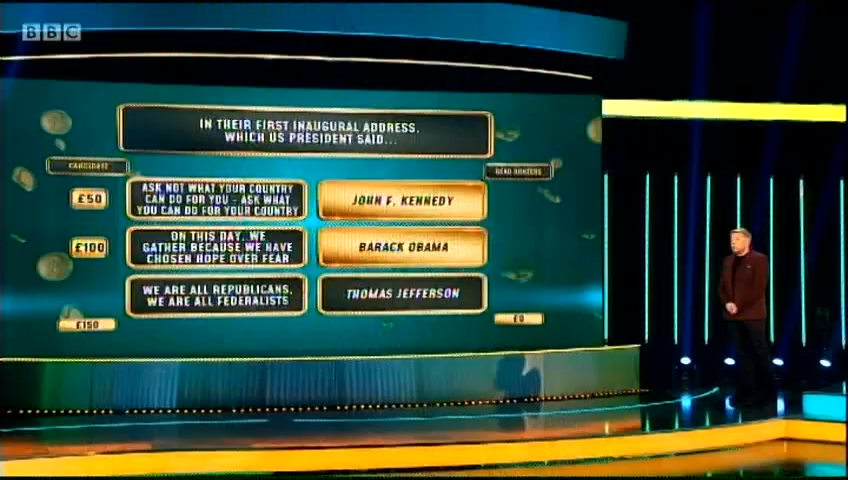 BBC
IN THEIR FIRST INAUGURAL ADDRESS,
WHICH US PRESIDENT SAID...
CANDIDATE
HEAD HUNTERS
£50
ASK NOT WHAT YOUR COUNTRY
CAN DO FOR YOU - ASK WHAT
YOU CAN DO FOR YOUR COUNTRY
JOHN F. KENNEDY
£100
ON THIS DAY, WE
GATHER BECAUSE WE HAVE
CHOSEN HOPE OVER FEAR
BARACK OBAMA
WE ARE ALL REPUBLICANS,
WE ARE ALL FEDERALISTS
THOMAS JEFFERSON
£150
£0